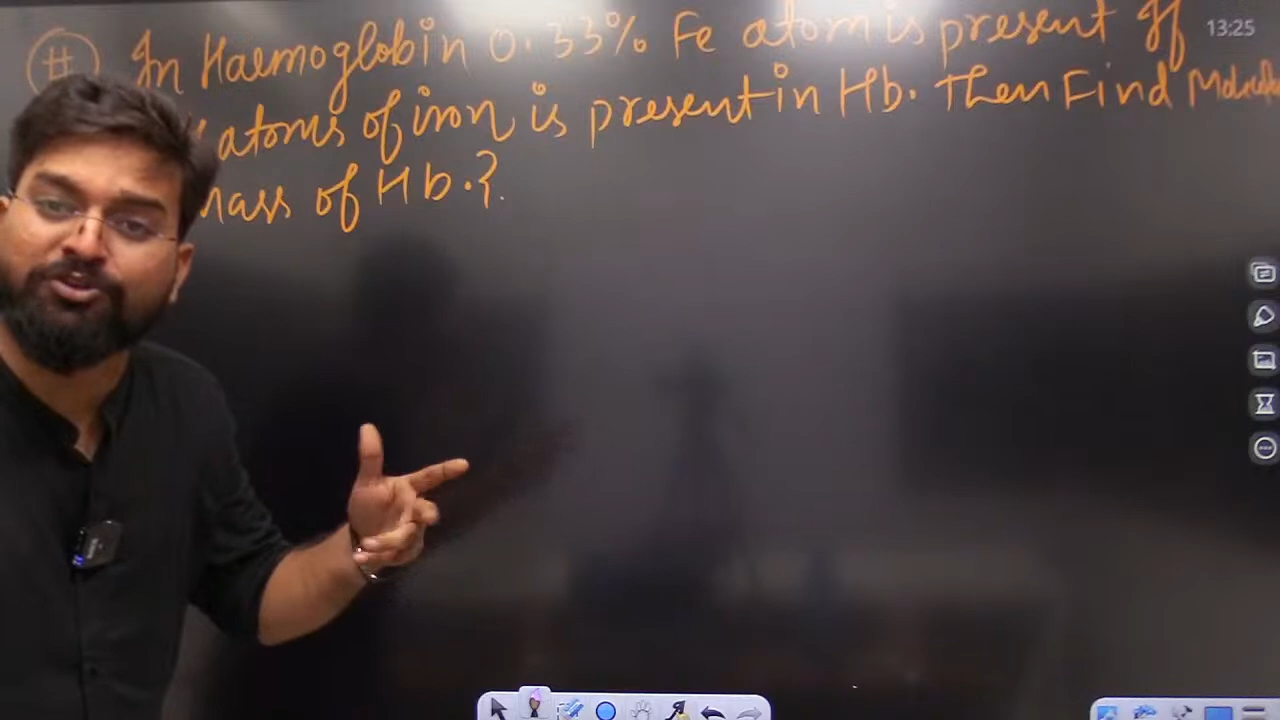 # In Haemoglobin 0.33% Fe atom is present If
atoms of iron is present in Hb. Then Find
mass of Hb.?
13:25